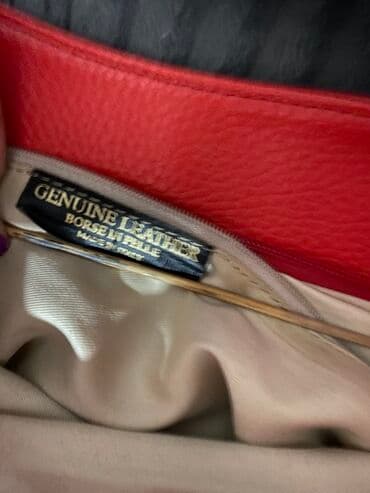 GENUINE LEATHER
BORSE IN PELLE
MADE IN ITALY